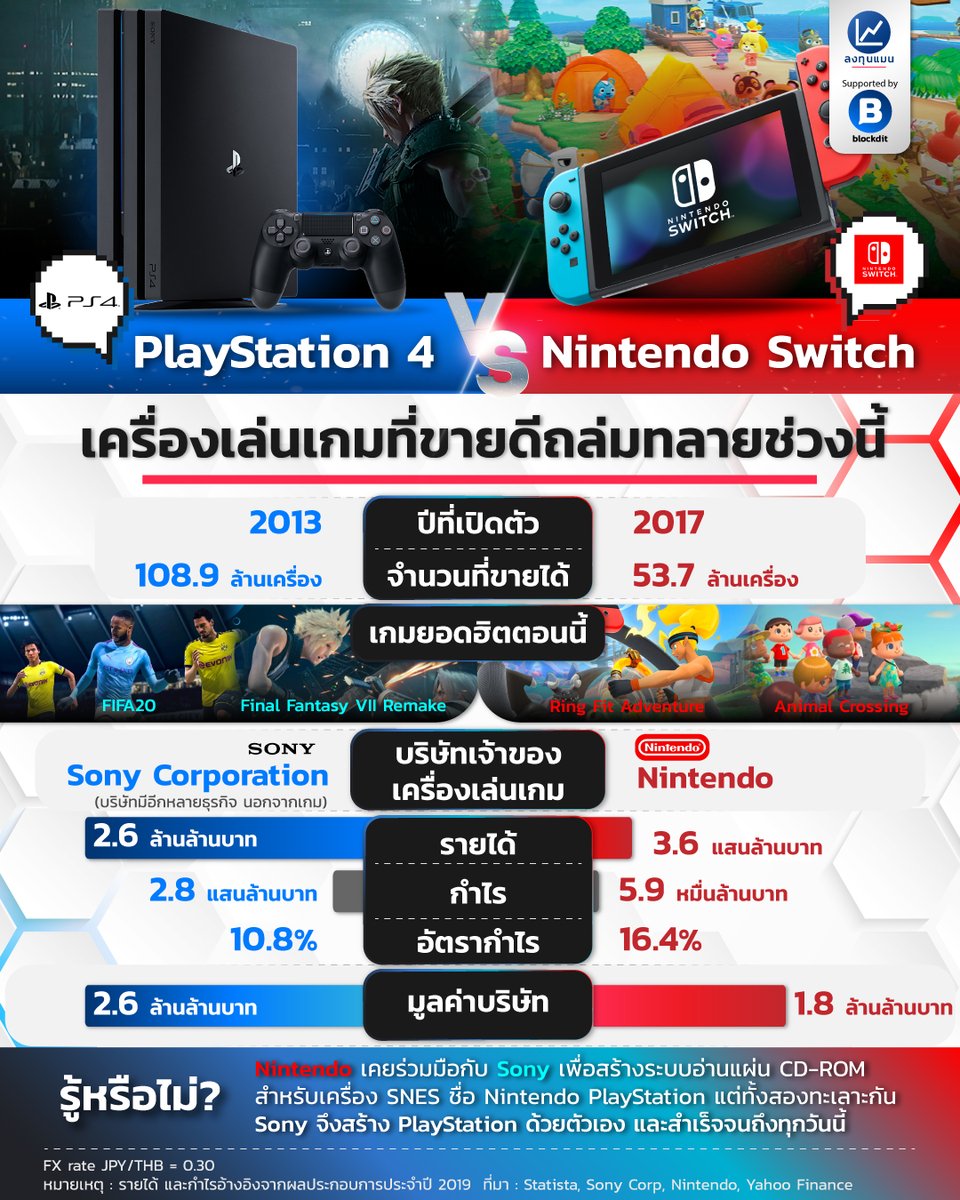 ลงทุนแมน
Supported by
B
blockdit
SONY
PS4
NINTENDO
SWITCH
PS4
NINTENDO
SWITCH
PlayStation 4
VS
Nintendo Switch
เครื่องเล่นเกมที่ขายดีถล่มทลายช่วงนี้
2013 ปีที่เปิดตัว 2017
108.9 ล้านเครื่อง จำนวนที่ขายได้ 53.7 ล้านเครื่อง
เกมยอดฮิตตอนนี้
FIFA20 Final Fantasy VII Remake Ring Fit Adventure Animal Crossing
SONY บริษัทเจ้าของ Nintendo
Sony Corporation เครื่องเล่นเกม Nintendo
(บริษัทมีอีกหลายธุรกิจ นอกจากเกม)
2.6 ล้านล้านบาท รายได้ 3.6 แสนล้านบาท
2.8 แสนล้านบาท กำไร 5.9 หมื่นล้านบาท
10.8% อัตรากำไร 16.4%
2.6 ล้านล้านบาท มูลค่าบริษัท 1.8 ล้านล้านบาท
รู้หรือไม่?
Nintendo เคยร่วมมือกับ Sony เพื่อสร้างระบบอ่านแผ่น CD-ROM
สำหรับเครื่อง SNES ชื่อ Nintendo PlayStation แต่ทั้งสองทะเลาะกัน
Sony จึงสร้าง PlayStation ด้วยตัวเอง และสำเร็จจนถึงทุกวันนี้
FX rate JPY/THB = 0.30
หมายเหตุ : รายได้ และกำไรอ้างอิงจากผลประกอบการประจำปี 2019 ที่มา : Statista, Sony Corp, Nintendo, Yahoo Finance